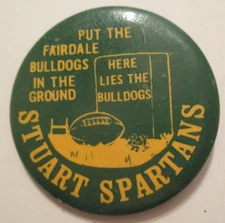 PUT THE
FAIRDALE
BULLDOGS
IN THE
GROUND
HERE
LIES THE
BULLDOGS
STUART SPARTANS